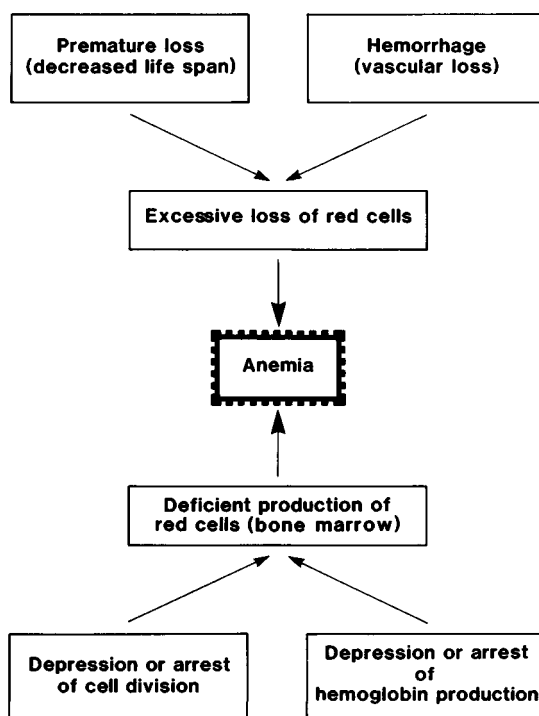 Premature loss
(decreased life span)
Hemorrhage
(vascular loss)
Excessive loss of red cells
Anemia
Deficient production of
red cells (bone marrow)
Depression or arrest
of cell division
Depression or arrest
of
hemoglobin production